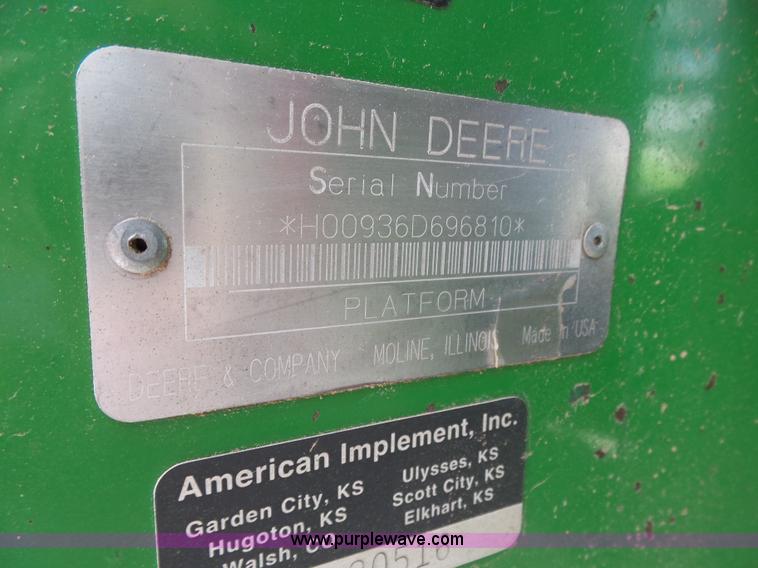 JOHN DEERE
Serial Number
*H00936D696810*
PLATFORM
DEERE & COMPANY MOLINE, ILLINOIS Made in USA
American Implement, Inc.
Garden City, KS Ulysses, KS
Hugoton, KS Scott City, KS
Walsh, Elkhart, KS
www.purplewave.com